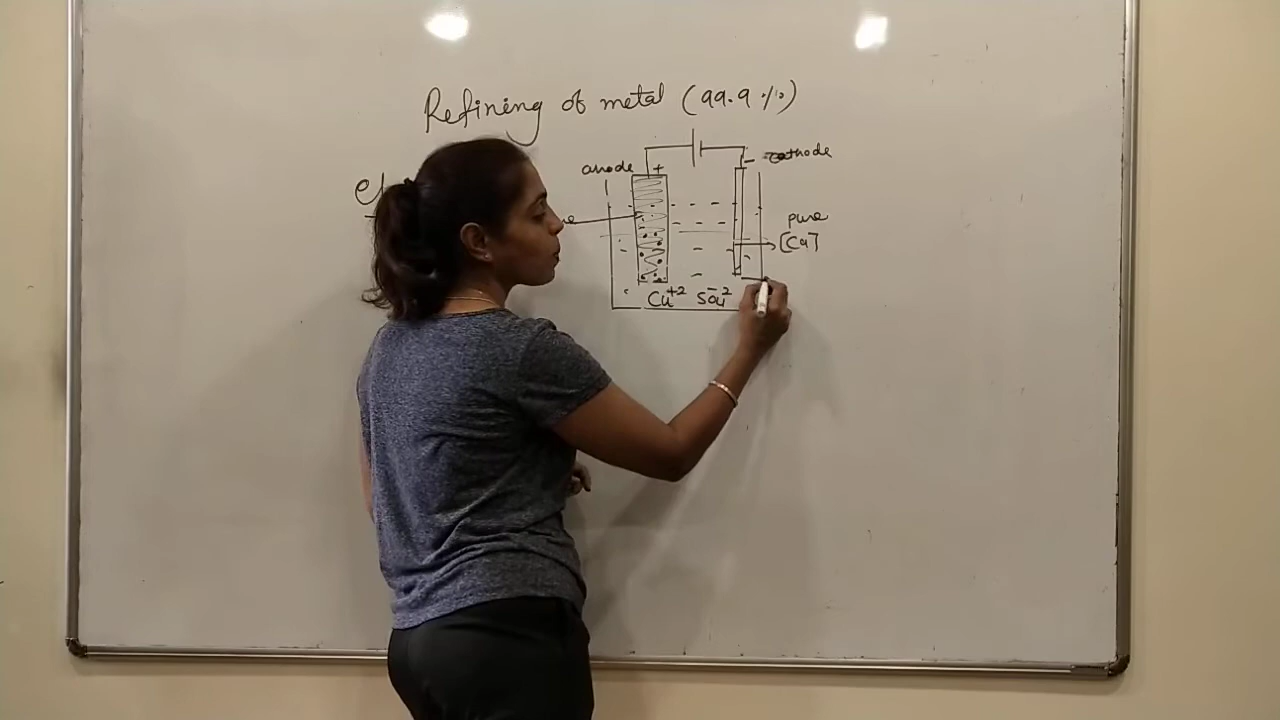 Refining of metal (99.9 %)
anode + - cathode
pure
[Cu]
Cu+2 SO4-2